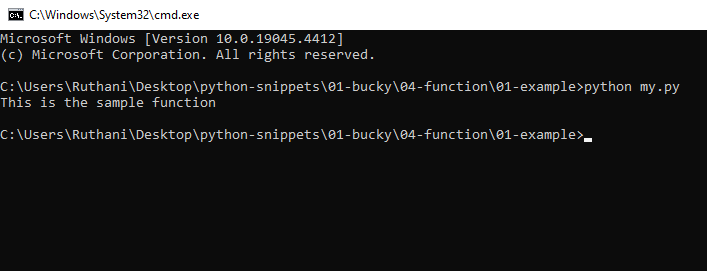 C:\Windows\System32\cmd.exe
Microsoft Windows [Version 10.0.19045.4412]
(c) Microsoft Corporation. All rights reserved.
C:\Users\Ruthani\Desktop\python-snippets\01-bucky\04-function\01-example>python my.py
This is the sample function
C:\Users\Ruthani\Desktop\python-snippets\01-bucky\04-function\01-example>